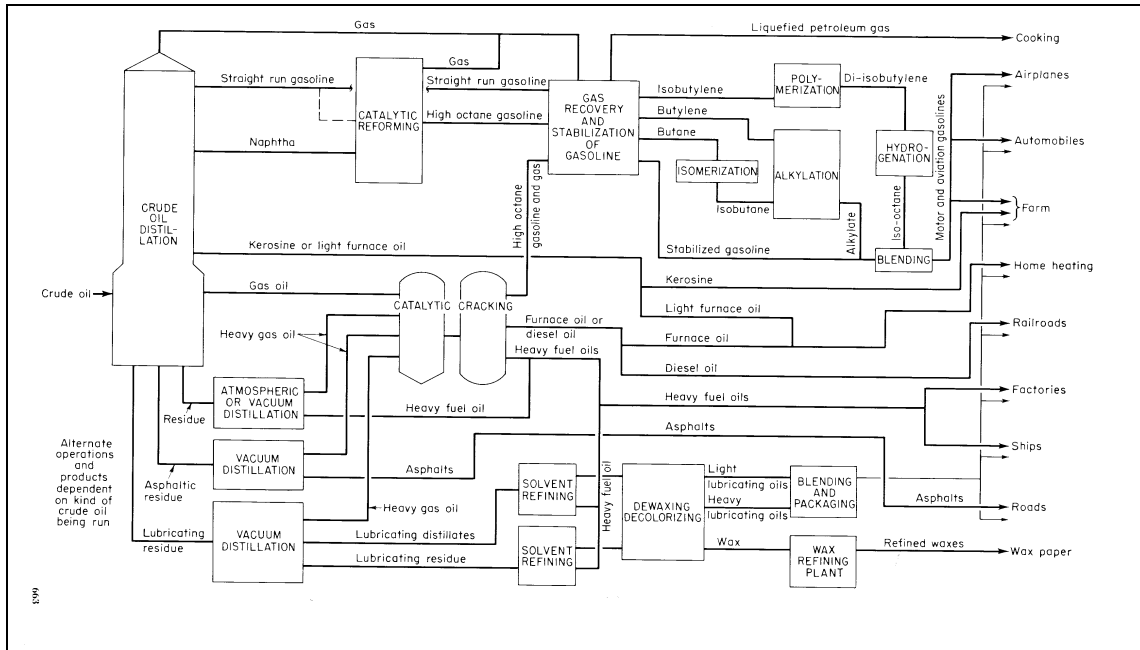 Gas
Liquefied petroleum gas
Cooking
Gas
Straight run gasoline
Straight run gasoline
CATALYTIC
REFORMING
High octane gasoline
Naphtha
GAS
RECOVERY
AND
STABILIZATION
OF
GASOLINE
Isobutylene
Butylene
Butane
POLY-
MERIZATION
Di-isobutylene
ISOMERIZATION
Isobutane
ALKYLATION
HYDRO-
GENATION
Alkylate
Iso-octane
Motor and aviation gasolines
BLENDING
Stabilized gasoline
Airplanes
Automobiles
Farm
Home heating
Railroads
Factories
Ships
Roads
Wax paper
CRUDE
OIL
DISTIL-
LATION
Crude oil
Kerosine or light furnace oil
High octane
gasoline and gas
Kerosine
Gas oil
CATALYTIC
CRACKING
Light furnace oil
Furnace oil or
diesel oil
Furnace oil
Heavy gas oil
Heavy fuel oils
Diesel oil
Residue
ATMOSPHERIC
OR VACUUM
DISTILLATION
Heavy fuel oil
Heavy fuel oils
Asphalts
Alternate
operations
and
products
dependent
on kind of
crude oil
being run
Asphaltic
residue
VACUUM
DISTILLATION
Asphalts
Heavy gas oil
Heavy fuel oil
Lubricating
residue
VACUUM
DISTILLATION
Lubricating distillates
Lubricating residue
SOLVENT
REFINING
SOLVENT
REFINING
DEWAXING
DECOLORIZING
Light
lubricating oils
Heavy
lubricating oils
BLENDING
AND
PACKAGING
Asphalts
Wax
WAX
REFINING
PLANT
Refined waxes
663